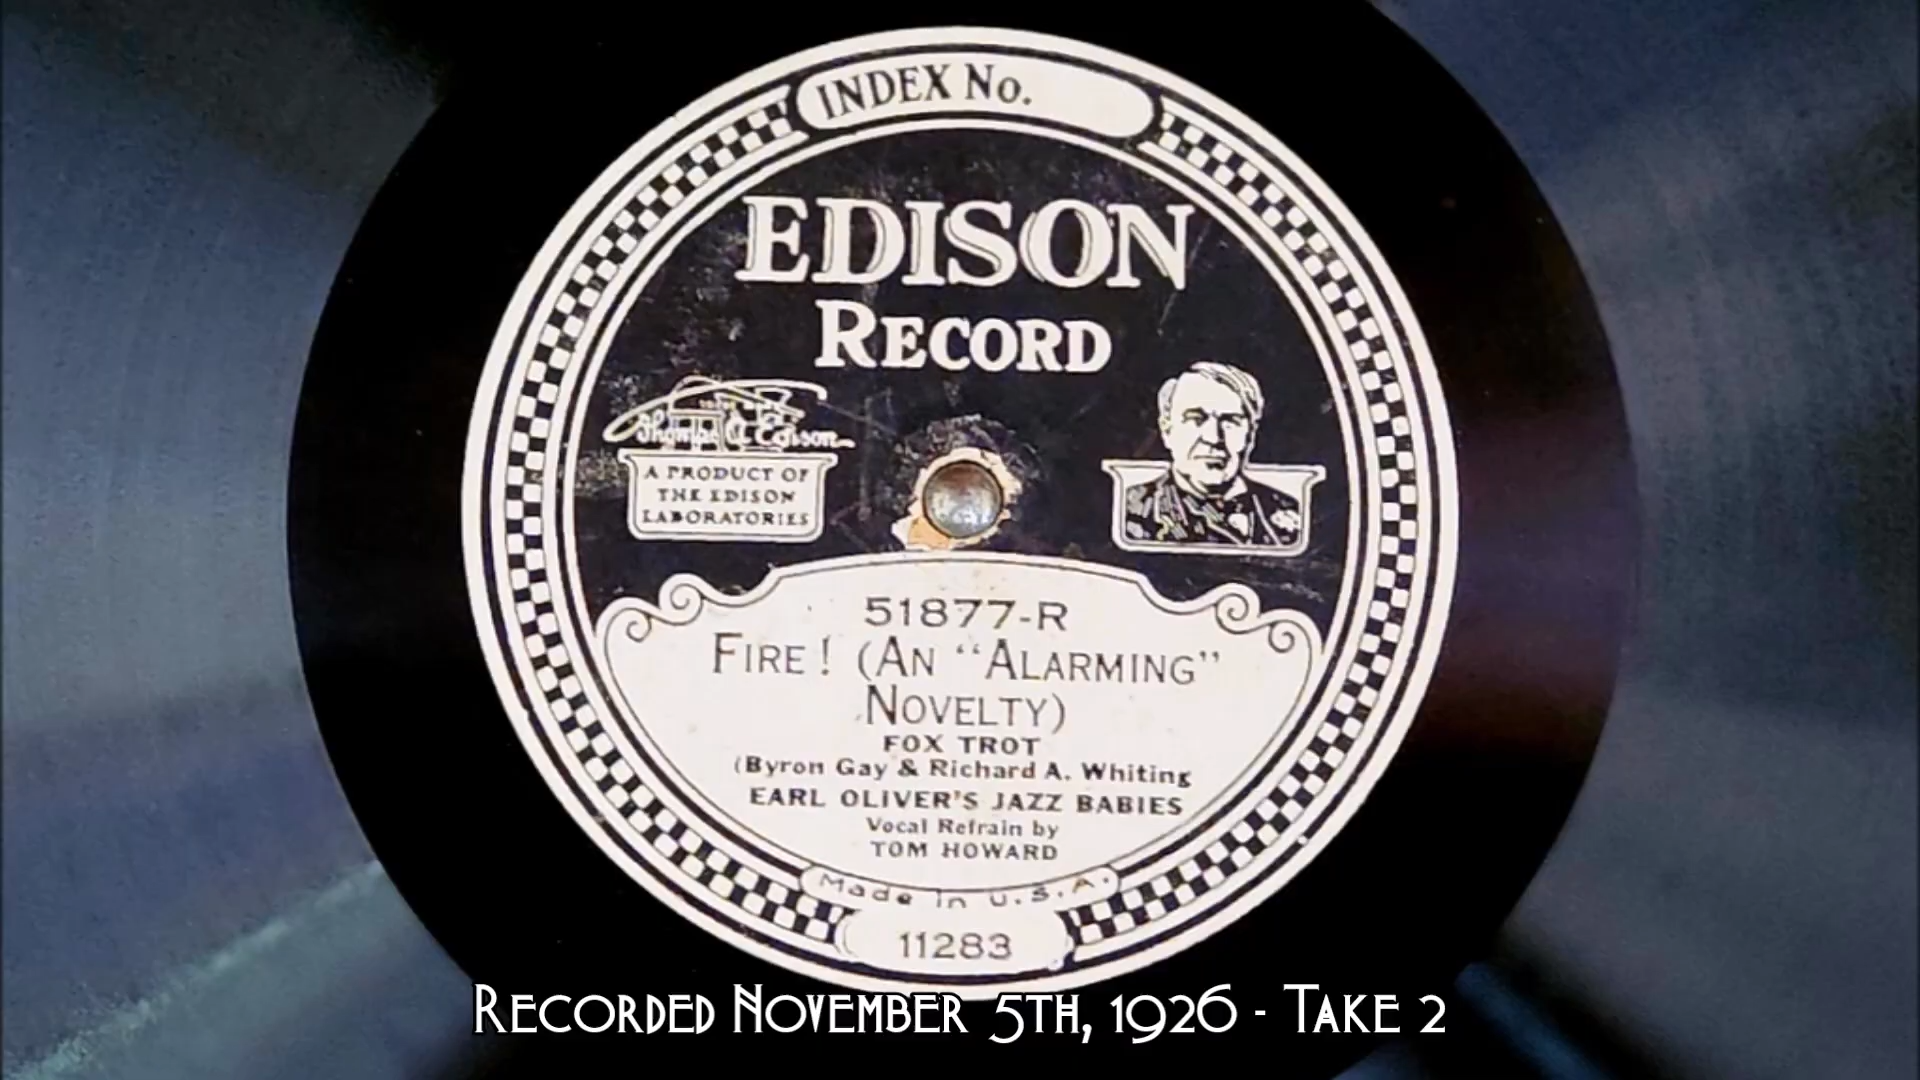 INDEX No.
EDISON
RECORD
Thomas A Edison
A PRODUCT OF
THE EDISON
LABORATORIES
51877-R
FIRE! (AN “ALARMING”
NOVELTY)
FOX TROT
(Byron Gay & Richard A. Whiting
EARL OLIVER'S JAZZ BABIES
Vocal Refrain by
TOM HOWARD
Made in U.S.A.
11283
RECORDED NOVEMBER 5TH, 1926 - TAKE 2